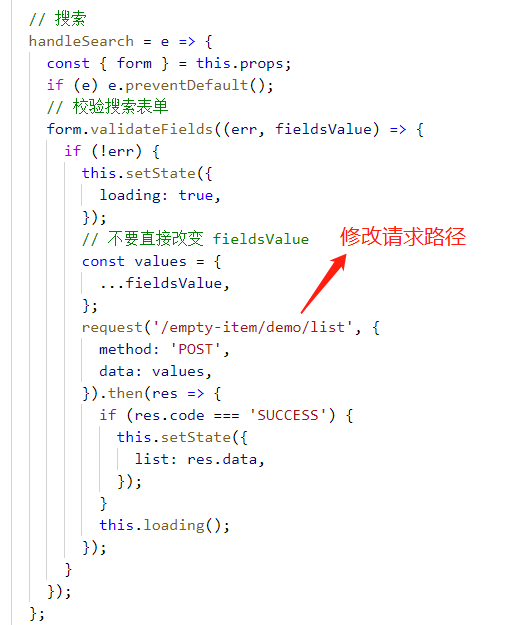 // 搜索
handleSearch = e => {
const { form } = this.props;
if (e) e.preventDefault();
// 校验搜索表单
form.validateFields((err, fieldsValue) => {
if (!err) {
this.setState({
loading: true,
});
// 不要直接改变 fieldsValue
修改请求路径
const values = {
...fieldsValue,
};
request('/empty-item/demo/list', {
method: 'POST',
data: values,
}).then(res => {
if (res.code === 'SUCCESS') {
this.setState({
list: res.data,
});
}
this.loading();
});
}
});
};